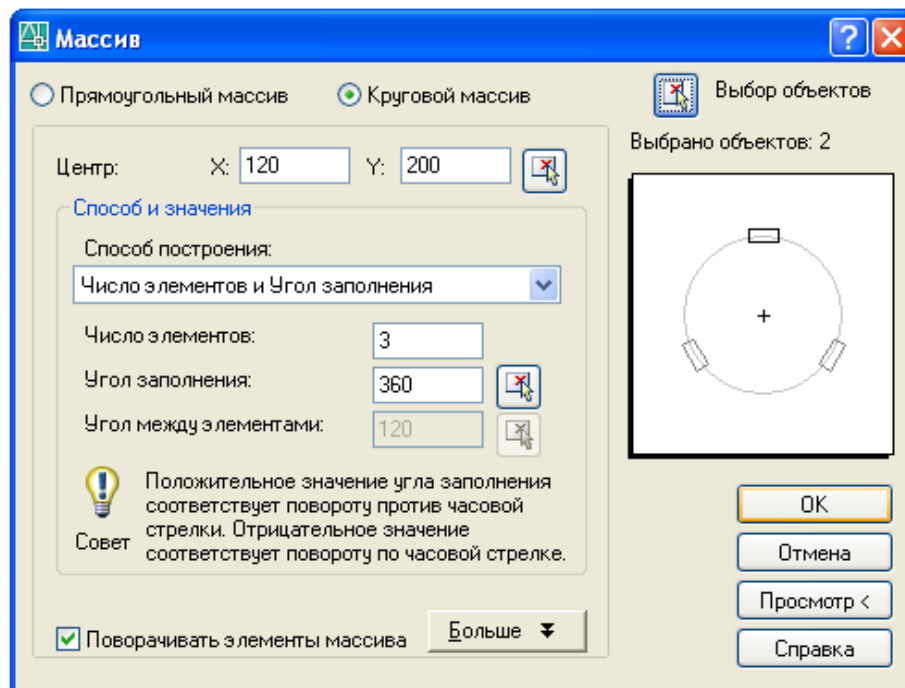 Массив
Прямоугольный массив Круговой массив Выбор объектов
Выбрано объектов: 2
Центр: X: 120 Y: 200
Способ и значения
Способ построения:
Число элементов и Угол заполнения
Число элементов: 3
Угол заполнения: 360
Угол между элементами: 120
Положительное значение угла заполнения
соответствует повороту против часовой
стрелки. Отрицательное значение
соответствует повороту по часовой стрелке.
Совет
Поворачивать элементы массива Больше
OK
Отмена
Просмотр <
Справка